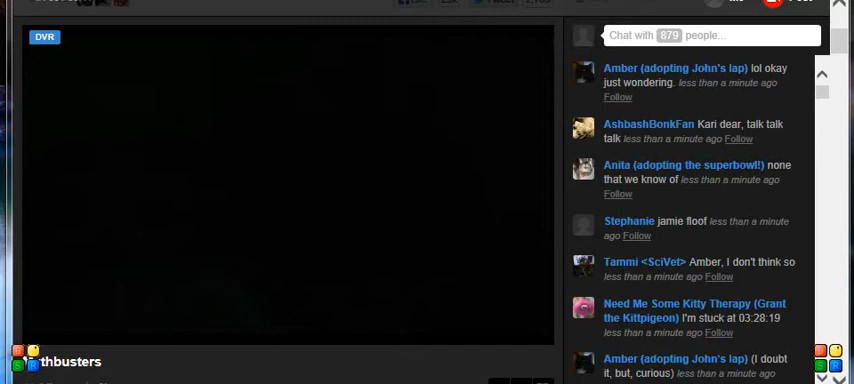 DVR
Chat with 879 people...
Amber (adopting John's lap) lol okay
just wondering. less than a minute ago
Follow
AshbashBonkFan Kari dear, talk talk
talk less than a minute ago Follow
Anita (adopting the superbowl!) none
that we know of less than a minute ago
Follow
Stephanie jamie floof less than a minute
ago Follow
Tammi <SciVet> Amber, I don't think so
less than a minute ago Follow
Need Me Some Kitty Therapy (Grant
the Kittpigeon) I'm stuck at 03:28:19
less than a minute ago Follow
Amber (adopting John's lap) (I doubt
it, but, curious) less than a minute ago
thbusters